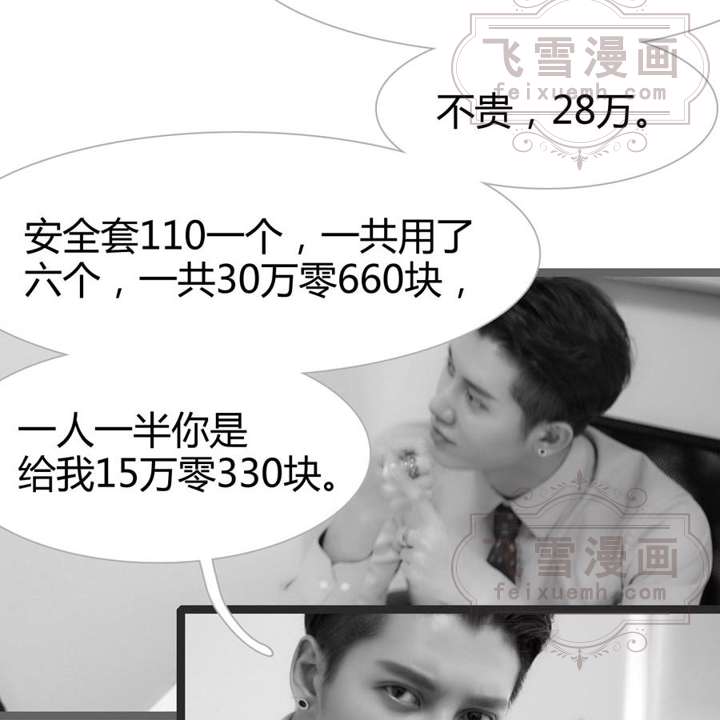 飞雪漫画
feixuemh.com
不贵，28万。
安全套110一个，一共用了
六个，一共30万零660块，
一人一半你是
给我15万零330块。
飞雪漫画
feixuemh.com